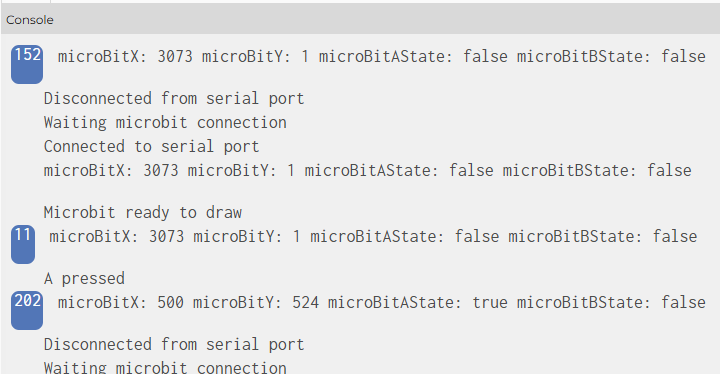 Console
152 microBitX: 3073 microBitY: 1 microBitAState: false microBitBState: false
Disconnected from serial port
Waiting microbit connection
Connected to serial port
microBitX: 3073 microBitY: 1 microBitAState: false microBitBState: false
Microbit ready to draw
11 microBitX: 3073 microBitY: 1 microBitAState: false microBitBState: false
A pressed
202 microBitX: 500 microBitY: 524 microBitAState: true microBitBState: false
Disconnected from serial port
Waiting microbit connection